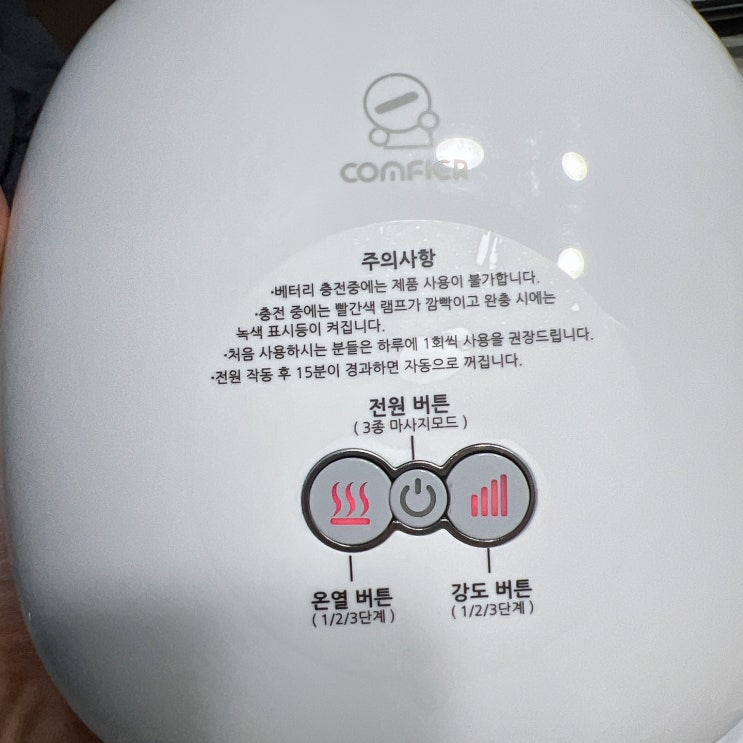 COMFIER
주의사항
·베터리 충전중에는 제품 사용이 불가합니다.
·충전 중에는 빨간색 램프가 깜빡이고 완충 시에는
녹색 표시등이 켜집니다.
·처음 사용하시는 분들은 하루에 1회씩 사용을 권장드립니다.
·전원 작동 후 15분이 경과하면 자동으로 꺼집니다.
전원 버튼
( 3종 마사지모드 )
온열 버튼
( 1/2/3단계 )
강도 버튼
( 1/2/3단계 )